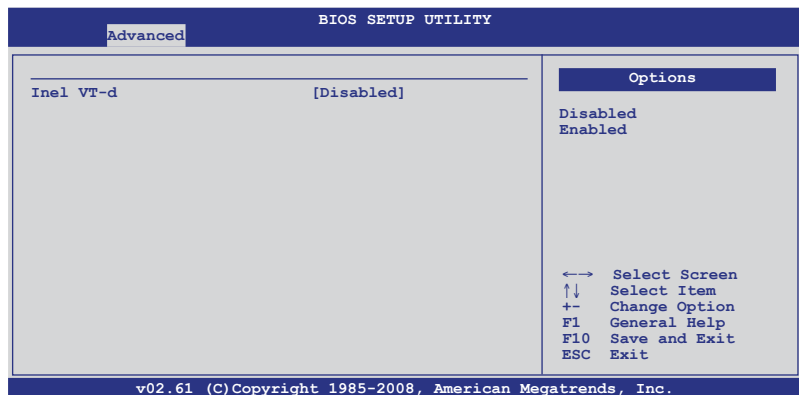 BIOS SETUP UTILITY
Advanced
Inel VT-d [Disabled]
Options
Disabled
Enabled
←→ Select Screen
↑↓ Select Item
+- Change Option
F1 General Help
F10 Save and Exit
ESC Exit
v02.61 (C)Copyright 1985-2008, American Megatrends, Inc.